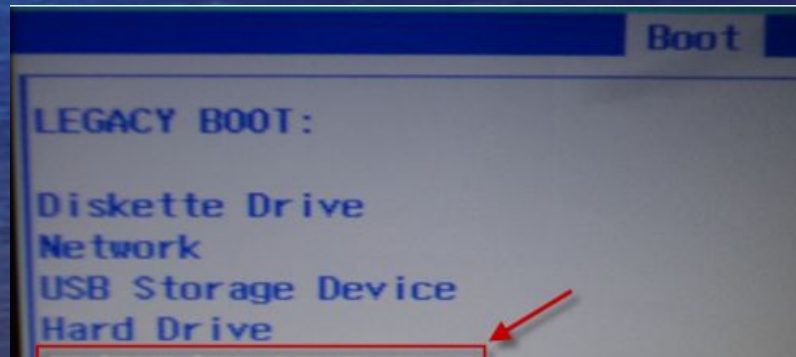 Boot
LEGACY BOOT:
Diskette Drive
Network
USB Storage Device
Hard Drive